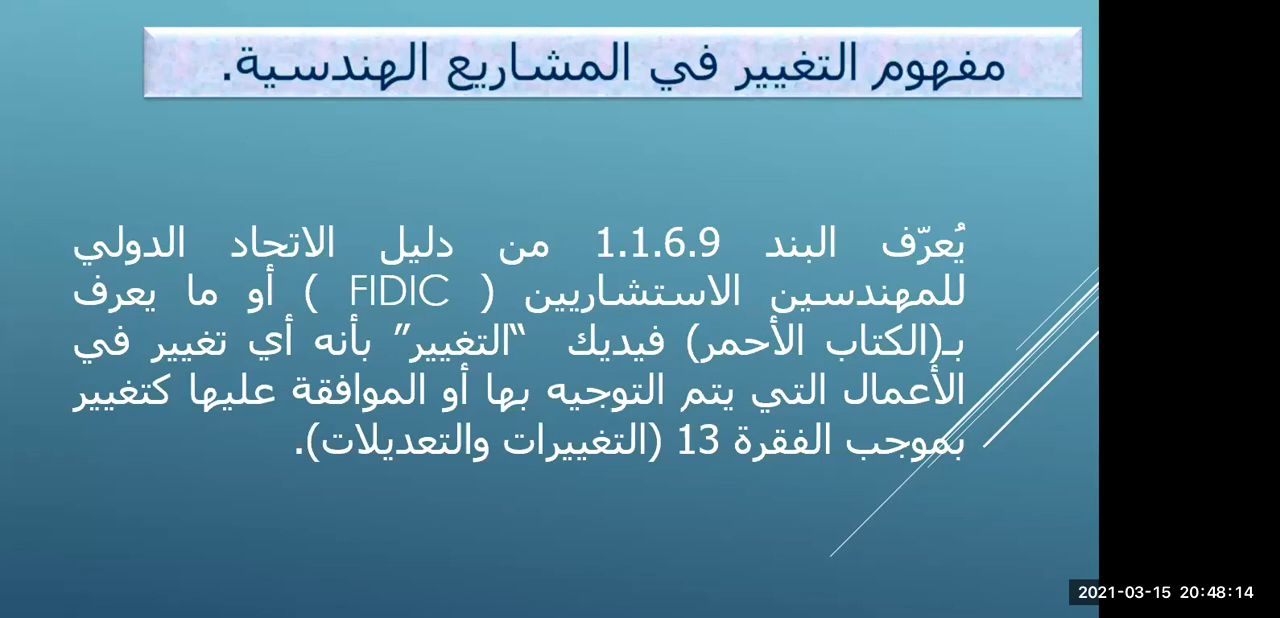 مفهوم التغيير في المشاريع الهندسية.
يُعرّف البند 1.1.6.9 من دليل الاتحاد الدولي
للمهندسين الاستشاريين ( FIDIC ) أو ما يعرف
بـ(الكتاب الأحمر) فيديك “التغيير” بأنه أي تغيير في
الأعمال التي يتم التوجيه بها أو الموافقة عليها كتغيير
بموجب الفقرة 13 (التغييرات والتعديلات).
2021-03-15 20:48:14